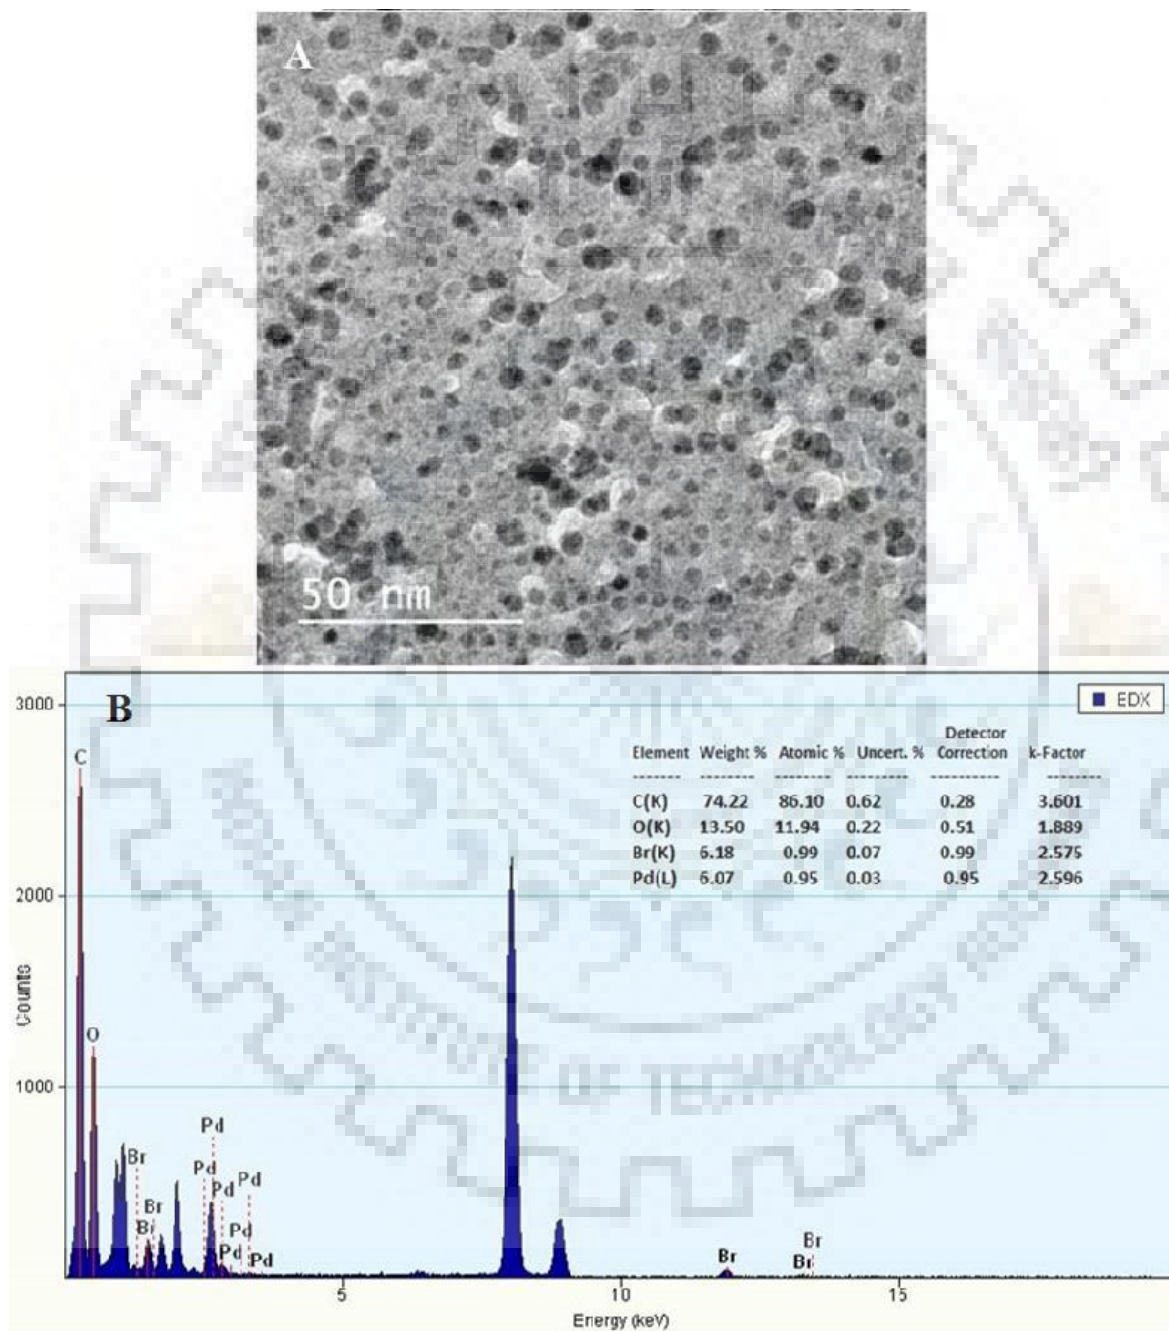 A
50 nm
B
EDX
3000
2000
1000
Counts
Detector
Element Weight % Atomic % Uncert. % Correction k-Factor
------- -------- -------- --------- ---------- --------
C(K) 74.22 86.10 0.62 0.28 3.601
O(K) 13.50 11.94 0.22 0.51 1.889
Br(K) 6.18 0.99 0.07 0.99 2.575
Pd(L) 6.07 0.95 0.03 0.95 2.596
C
O
Pd
Br Pd Pd Pd
Br Br Pd Pd Pd
Br
Br Br
5 10 15
Energy (keV)
INSTITUTE OF TECHNOLOGY